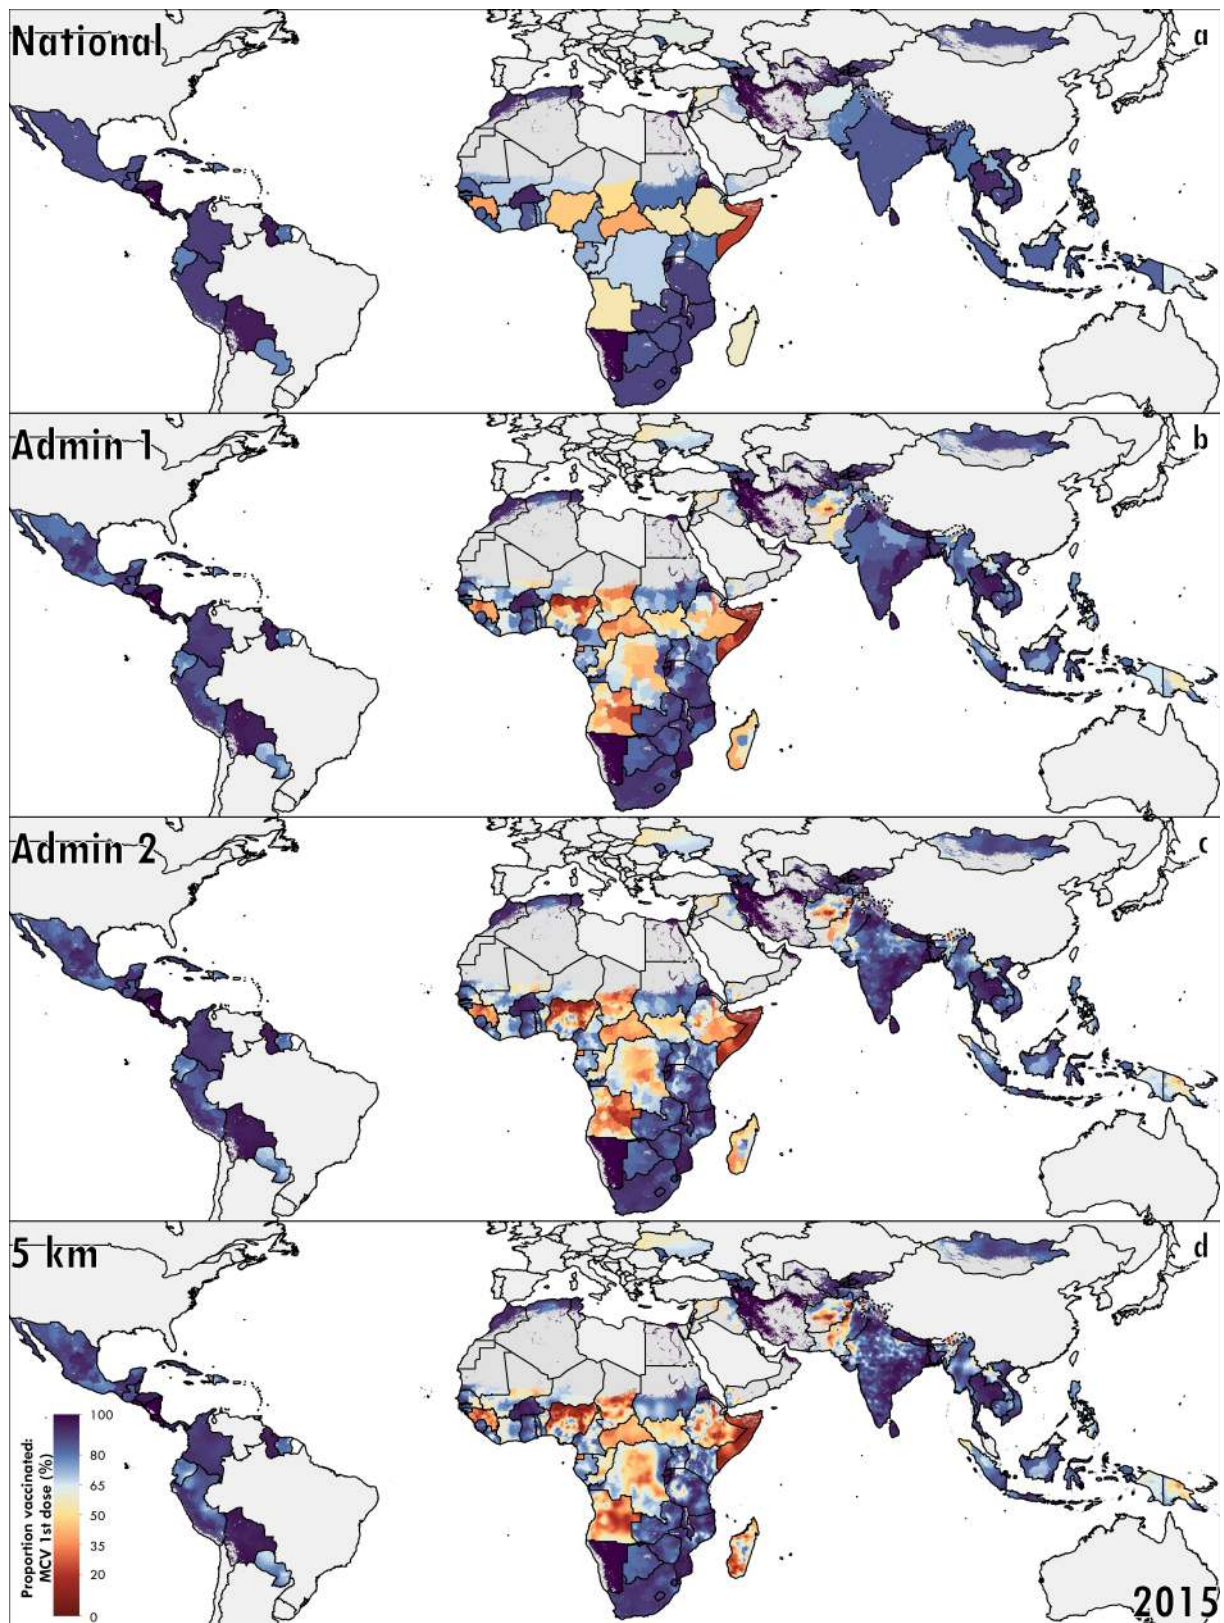 National
a
Admin 1
b
Admin 2
c
5 km
d
Proportion vaccinated:
MCV 1st dose (%)
100
80
65
50
35
20
0
2015